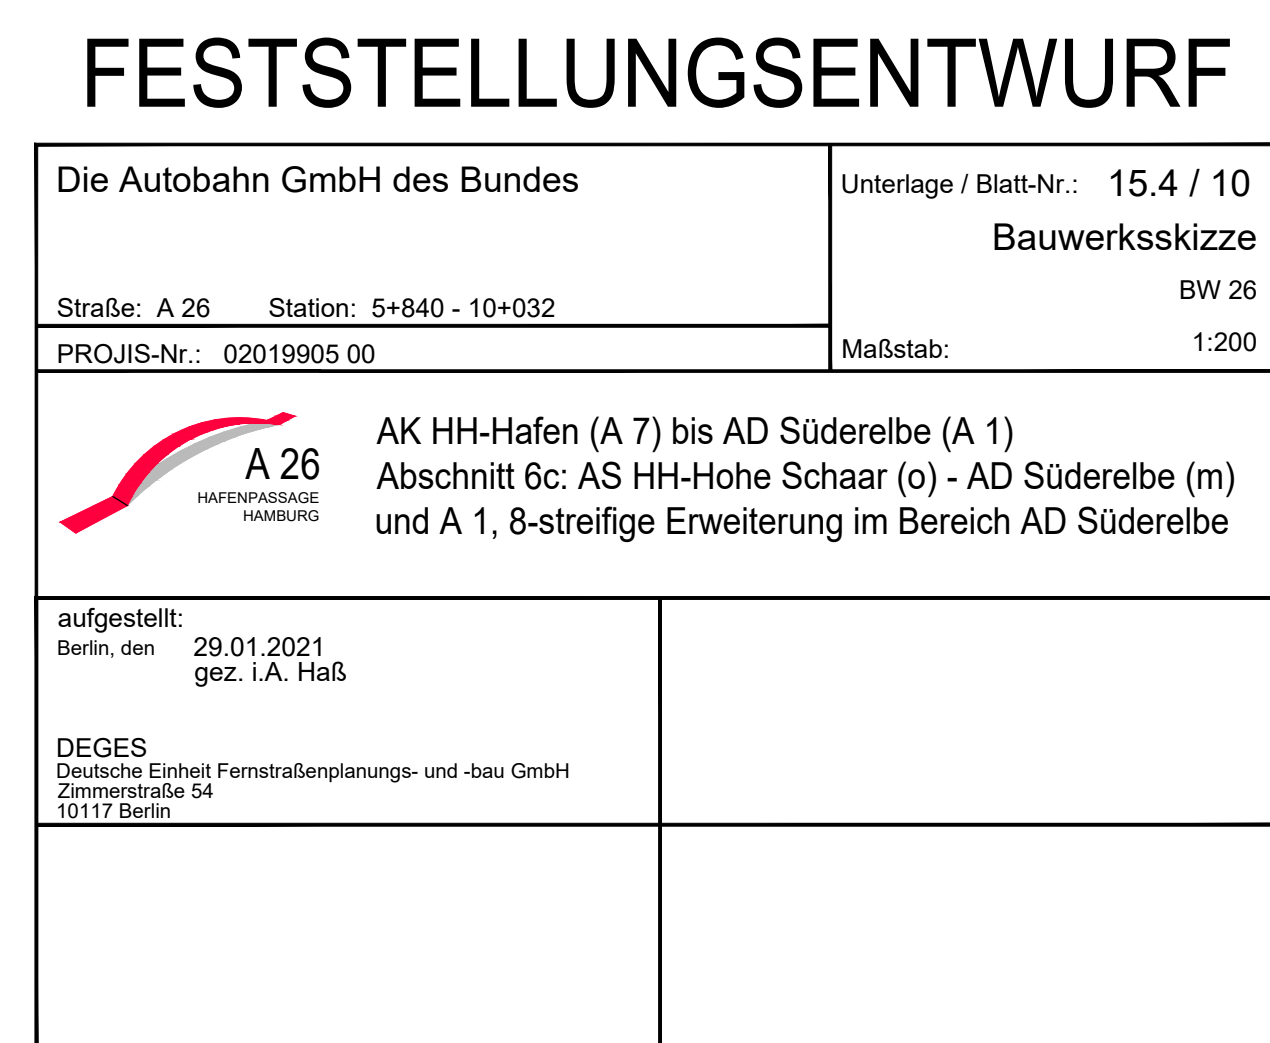 FESTSTELLUNGSENTWURF
Die Autobahn GmbH des Bundes
Straße: A 26 Station: 5+840 - 10+032
PROJIS-Nr.: 02019905 00
Unterlage / Blatt-Nr.: 15.4 / 10
Bauwerksskizze
BW 26
Maßstab: 1:200
A 26
HAFENPASSAGE
HAMBURG
AK HH-Hafen (A 7) bis AD Süderelbe (A 1)
Abschnitt 6c: AS HH-Hohe Schaar (o) - AD Süderelbe (m)
und A 1, 8-streifige Erweiterung im Bereich AD Süderelbe
aufgestellt:
Berlin, den 29.01.2021
gez. i.A. Haß
DEGES
Deutsche Einheit Fernstraßenplanungs- und -bau GmbH
Zimmerstraße 54
10117 Berlin